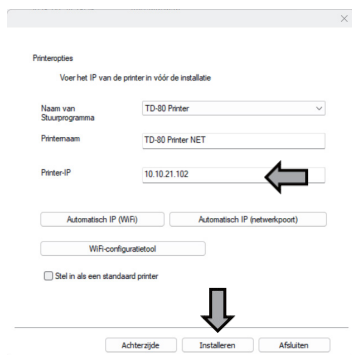 Printeropties
Voer het IP van de printer in vóór de installatie
Naam van
Stuurprogramma
TD-80 Printer
Printernaam
TD-80 Printer NET
Printer-IP
10.10.21.102
Automatisch IP (WiFi)
Automatisch IP (netwerkpoort)
WiFi-configuratietool
Stel in als een standaard printer
Achterzijde
Installeren
Afsluiten